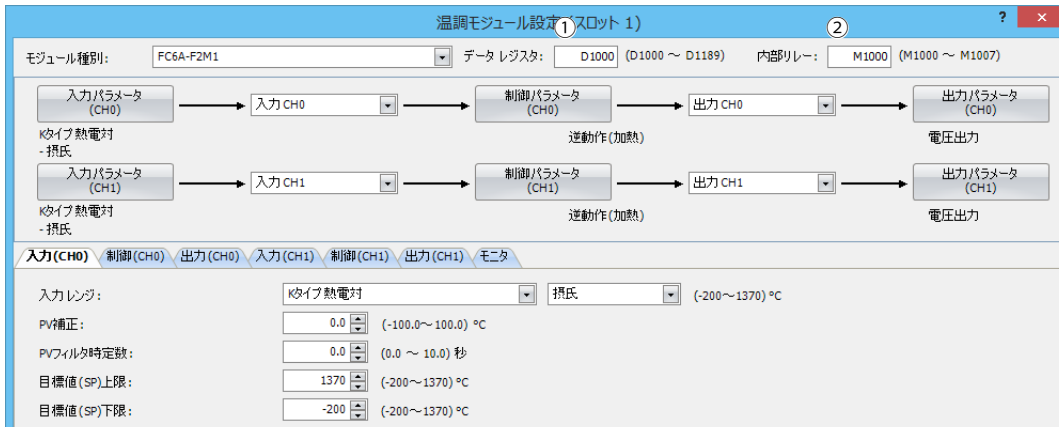 温調モジュール設定 (スロット 1) ? ×
① ②
モジュール種別: FC6A-F2M1 データ レジスタ: D1000 (D1000 ～ D1189) 内部リレー: M1000 (M1000 ～ M1007)
入力パラメータ 入力 CH0 制御パラメータ 出力 CH0 出力パラメータ
(CH0) (CH0) (CH0)
Kタイプ熱電対 逆動作(加熱) 電圧出力
- 摂氏
入力パラメータ 入力 CH1 制御パラメータ 出力 CH1 出力パラメータ
(CH1) (CH1) (CH1)
Kタイプ熱電対 逆動作(加熱) 電圧出力
- 摂氏
入力(CH0) 制御(CH0) 出力(CH0) 入力(CH1) 制御(CH1) 出力(CH1) モニタ
入力レンジ: Kタイプ熱電対 摂氏 (-200～1370) °C
PV補正: 0.0 (-100.0～100.0) °C
PVフィルタ時定数: 0.0 (0.0 ～ 10.0) 秒
目標値(SP)上限: 1370 (-200～1370) °C
目標値(SP)下限: -200 (-200～1370) °C